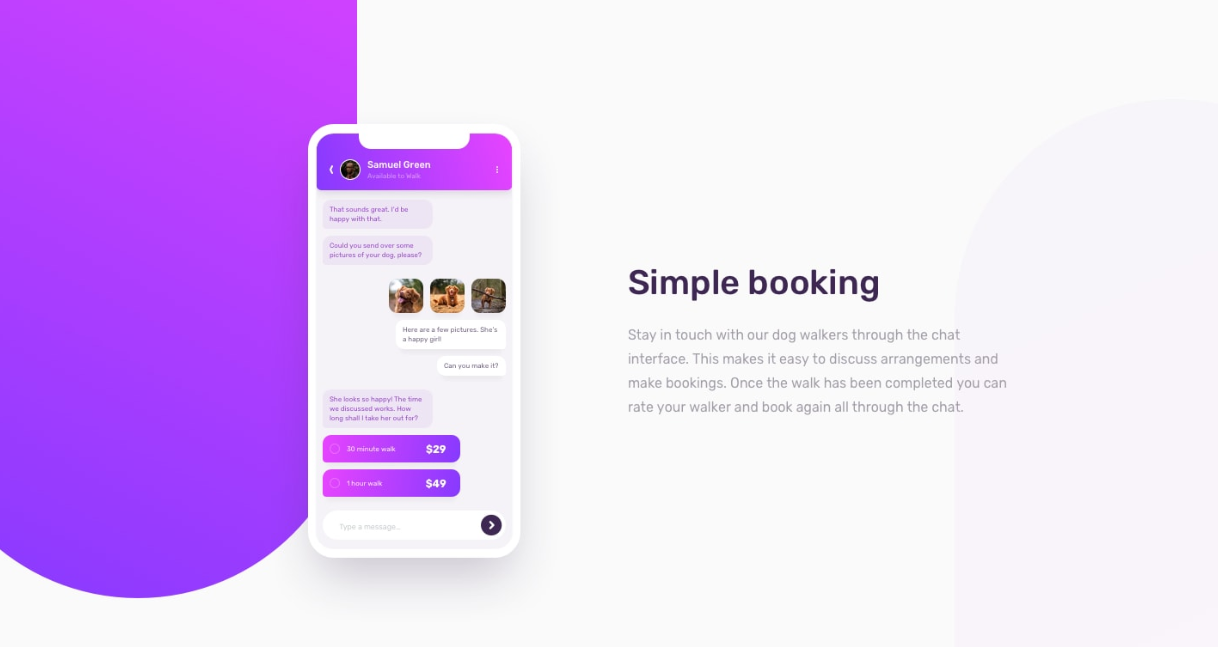 Samuel Green
Available to Walk
That sounds great. I'd be
happy with that.
Could you send over some
pictures of your dog, please?
Here are a few pictures. She's
a happy girl!
Can you make it?
She looks so happy! The time
we discussed works. How
long shall I take her out for?
30 minute walk $29
1 hour walk $49
Type a message...
Simple booking
Stay in touch with our dog walkers through the chat
interface. This makes it easy to discuss arrangements and
make bookings. Once the walk has been completed you can
rate your walker and book again all through the chat.